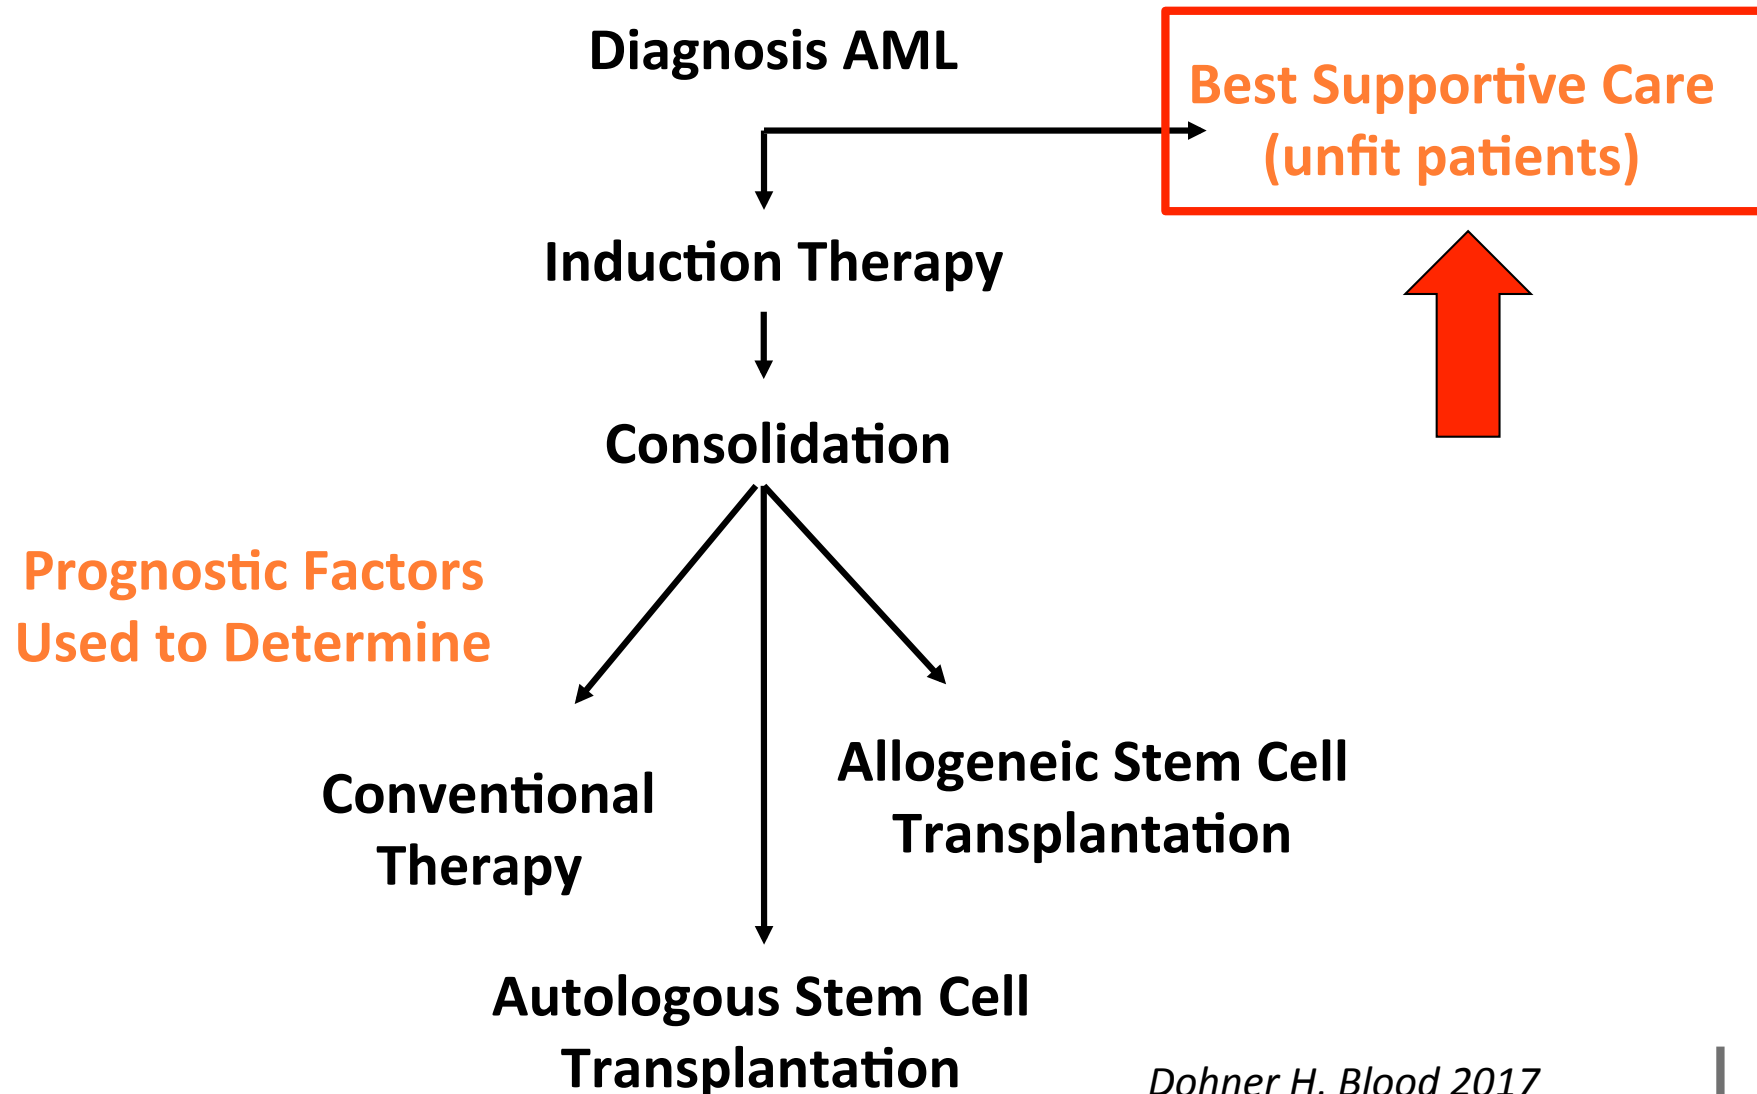 Diagnosis AML
Best Supportive Care
(unfit patients)
Induction Therapy
Consolidation
Prognostic Factors
Used to Determine
Conventional
Therapy
Allogeneic Stem Cell
Transplantation
Autologous Stem Cell
Transplantation
Dohner H, Blood 2017